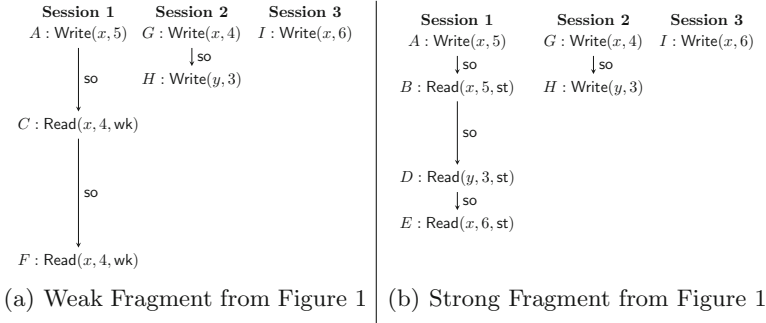 Session 1 Session 2 Session 3
A : Write(x, 5) G : Write(x, 4) I : Write(x, 6)
so
so
H : Write(y, 3)
C : Read(x, 4, wk)
so
F : Read(x, 4, wk)
(a) Weak Fragment from Figure 1
Session 1 Session 2 Session 3
A : Write(x, 5) G : Write(x, 4) I : Write(x, 6)
so so
B : Read(x, 5, st) H : Write(y, 3)
so
D : Read(y, 3, st)
so
E : Read(x, 6, st)
(b) Strong Fragment from Figure 1